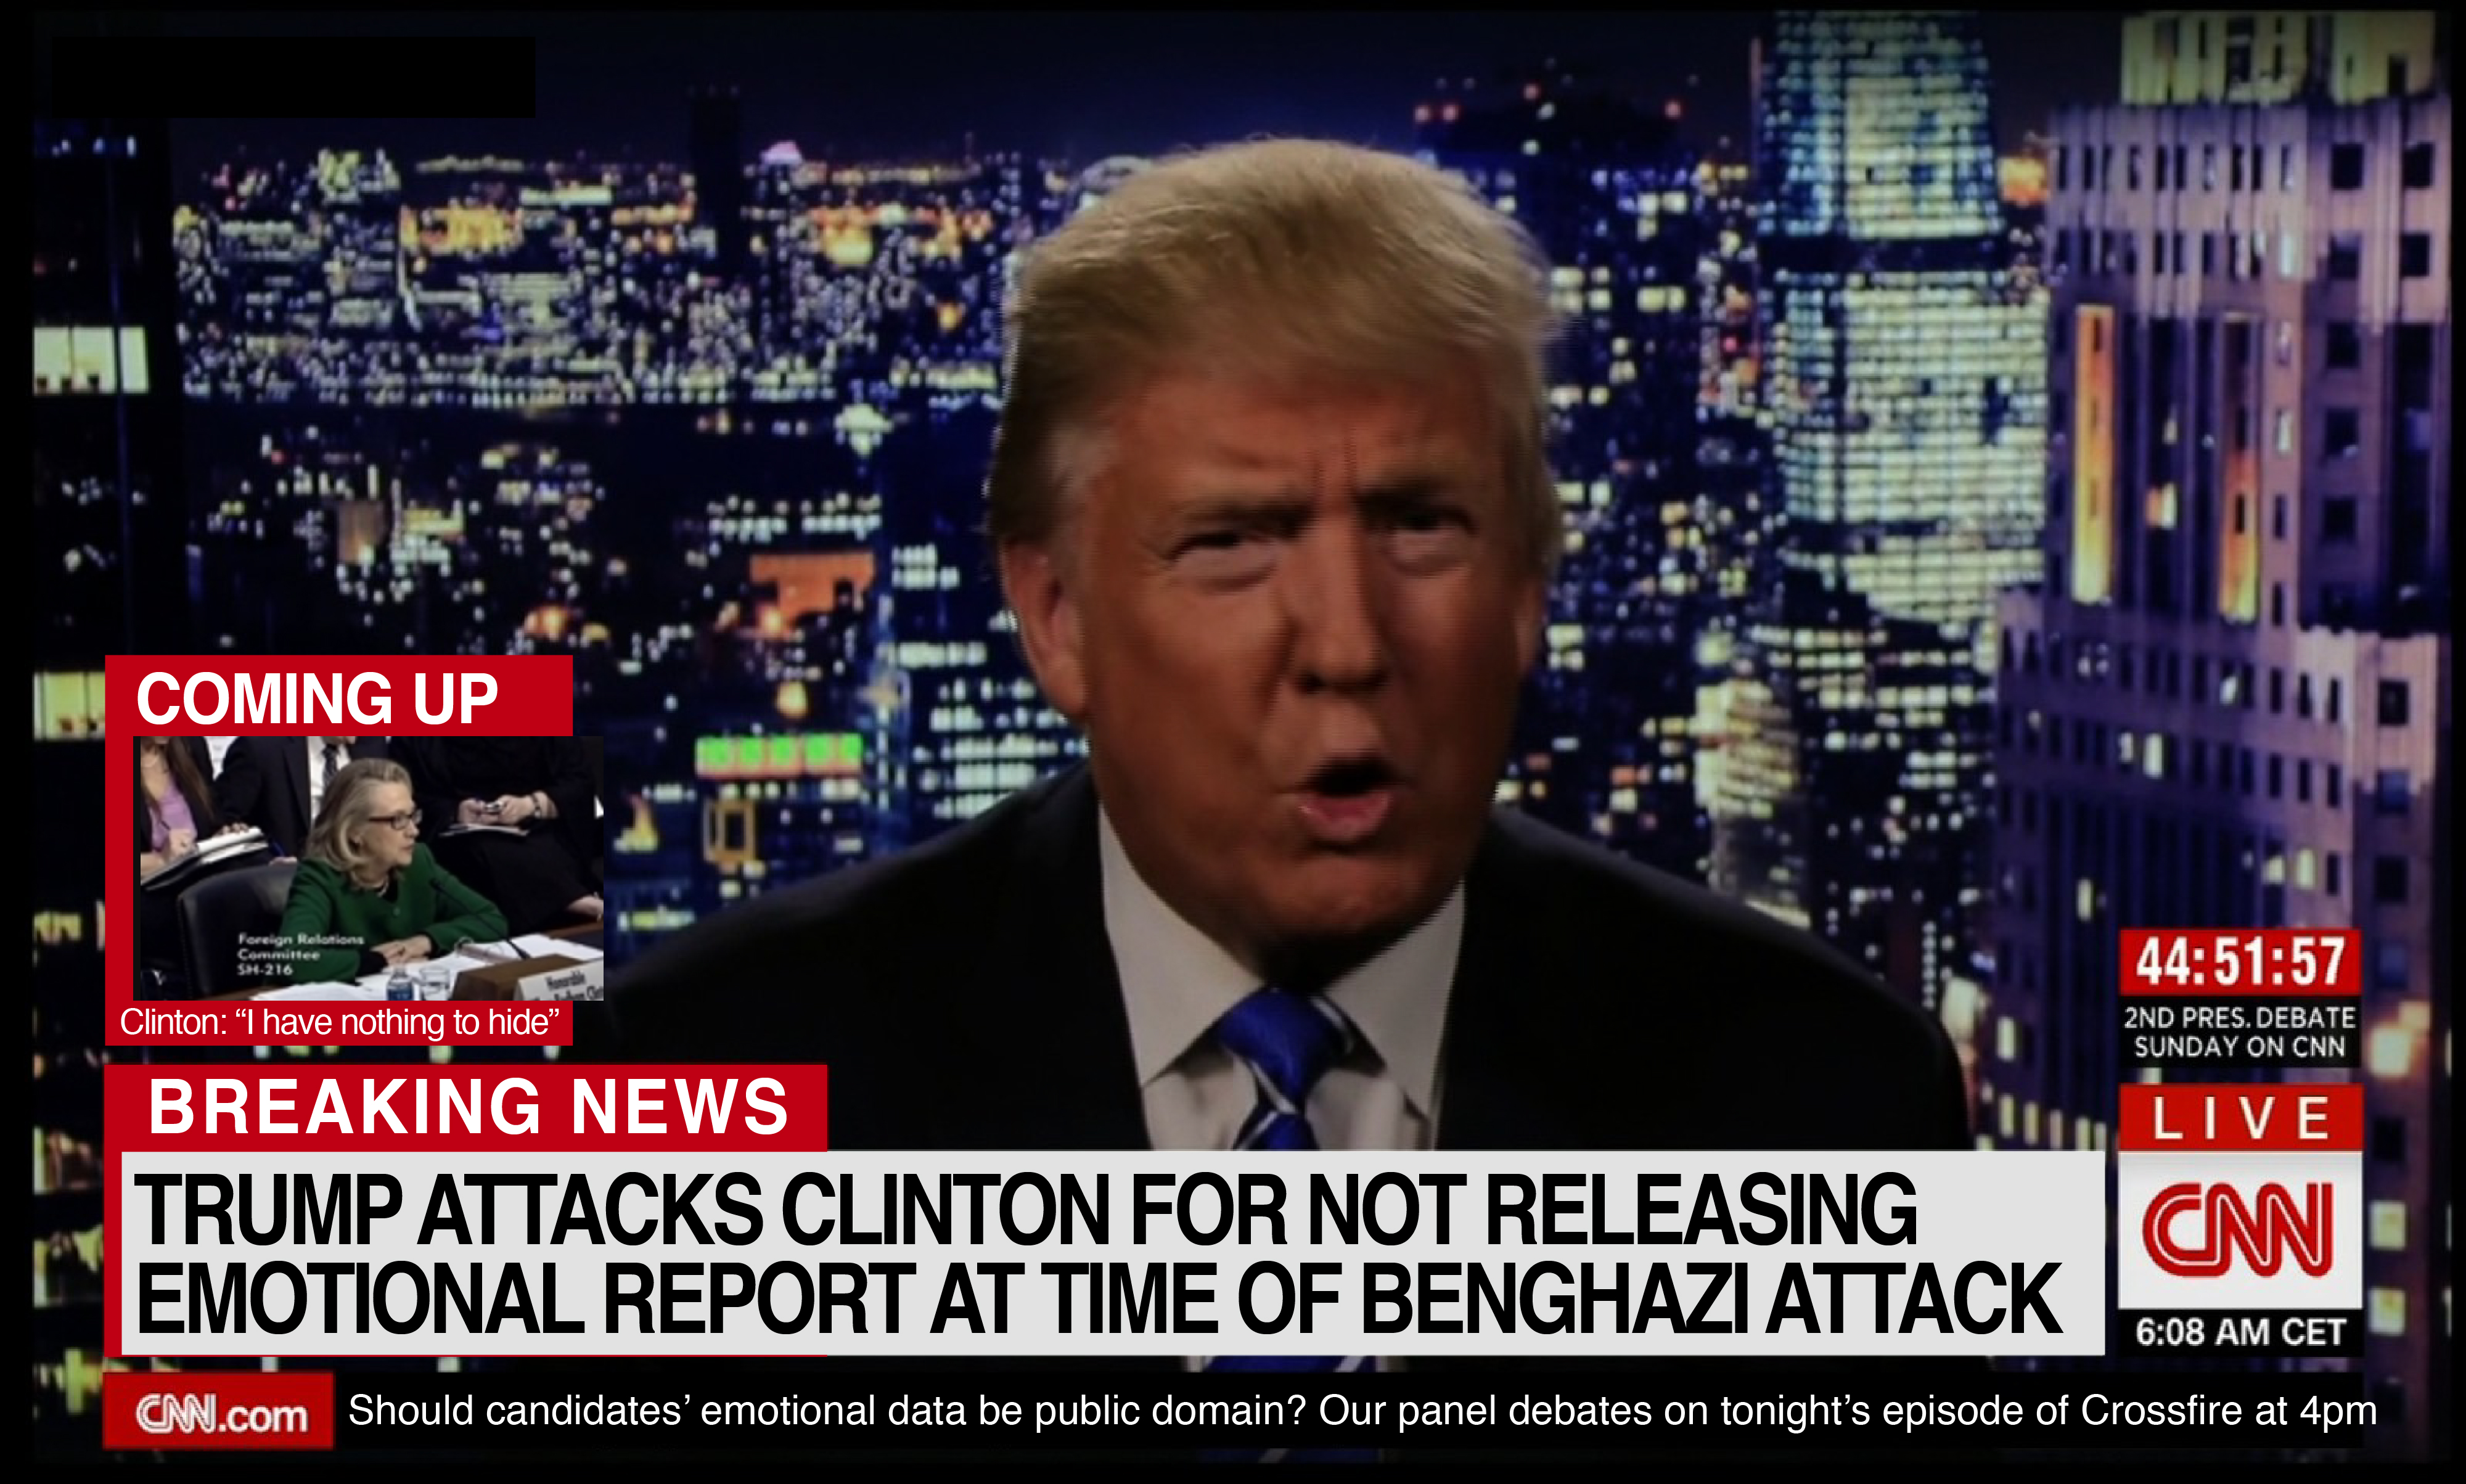 COMING UP
Foreign Relations
Committee
SH-216
Honorable
Clinton: “I have nothing to hide”
44:51:57
2ND PRES. DEBATE
SUNDAY ON CNN
BREAKING NEWS
LIVE
TRUMP ATTACKS CLINTON FOR NOT RELEASING
EMOTIONAL REPORT AT TIME OF BENGHAZI ATTACK
CNN
6:08 AM CET
CNN.com
Should candidates’ emotional data be public domain? Our panel debates on tonight’s episode of Crossfire at 4pm